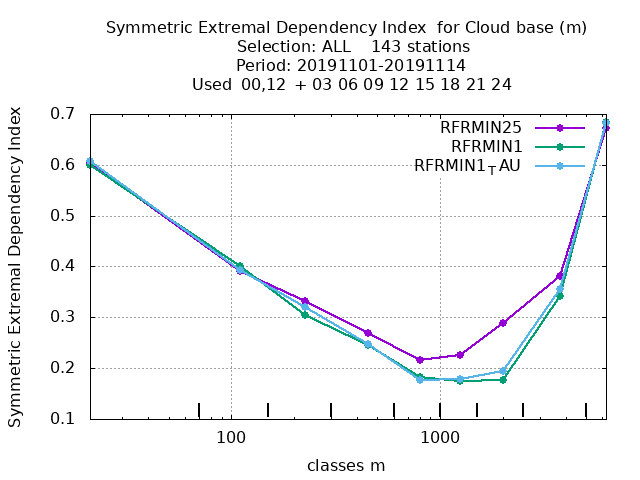 Symmetric Extremal Dependency Index  for Cloud base (m)
Selection: ALL    143 stations
Period: 20191101-20191114
Used  00,12  + 03 06 09 12 15 18 21 24
Symmetric Extremal Dependency Index
0.7
0.6
0.5
0.4
0.3
0.2
0.1
RFRMIN25
RFRMIN1
RFRMIN1TAU
100 1000
classes m